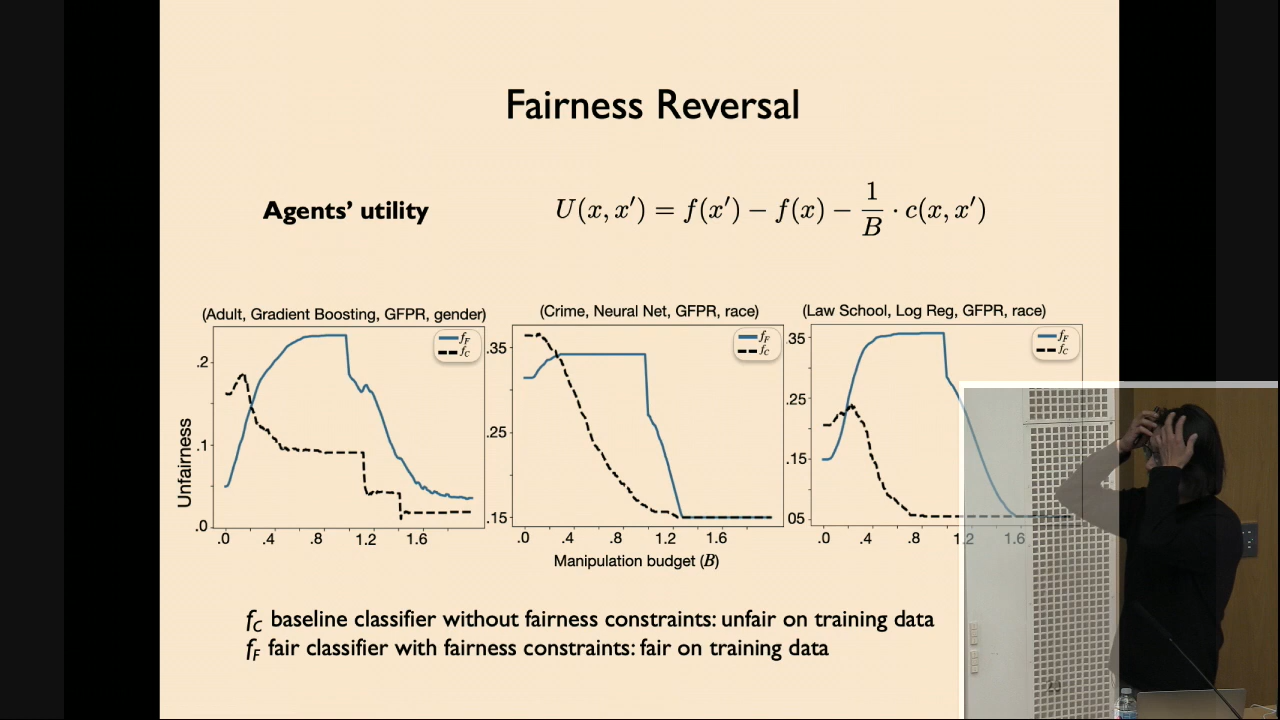 Fairness Reversal
Agents' utility
U(x, x′) = f(x′) − f(x) − 1/B · c(x, x′)
(Adult, Gradient Boosting, GFPR, gender)
(Crime, Neural Net, GFPR, race)
(Law School, Log Reg, GFPR, race)
f_F
f_C
f_F
f_C
f_F
f_C
Unfairness
.2
.1
.0
.35
.25
.15
.35
.25
.15
05
.0 .4 .8 1.2 1.6
.0 .4 .8 1.2 1.6
.0 .4 .8 1.2 1.6
Manipulation budget (B)
f_C baseline classifier without fairness constraints: unfair on training data
f_F fair classifier with fairness constraints: fair on training data